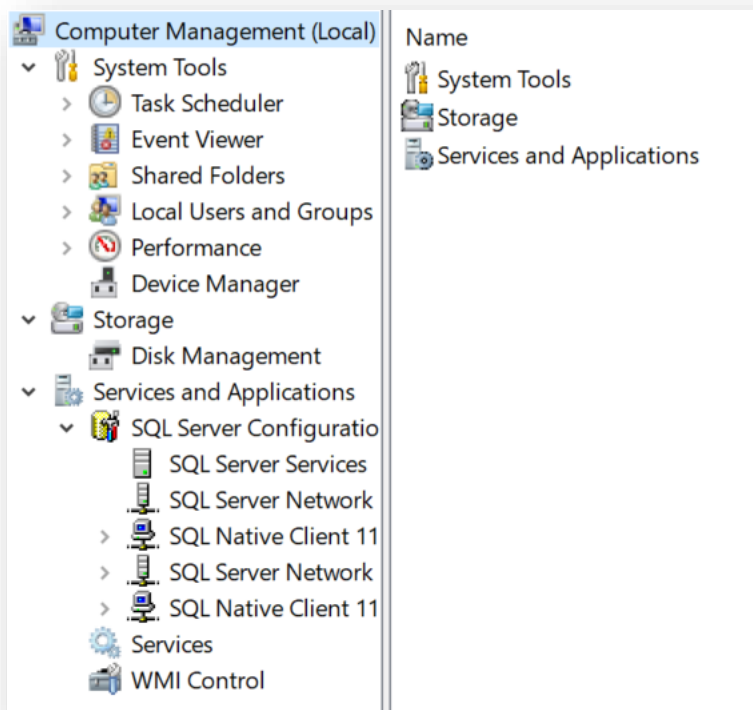 Computer Management (Local)
System Tools
Task Scheduler
Event Viewer
Shared Folders
Local Users and Groups
Performance
Device Manager
Storage
Disk Management
Services and Applications
SQL Server Configuratio
SQL Server Services
SQL Server Network
SQL Native Client 11
SQL Server Network
SQL Native Client 11
Services
WMI Control
Name
System Tools
Storage
Services and Applications